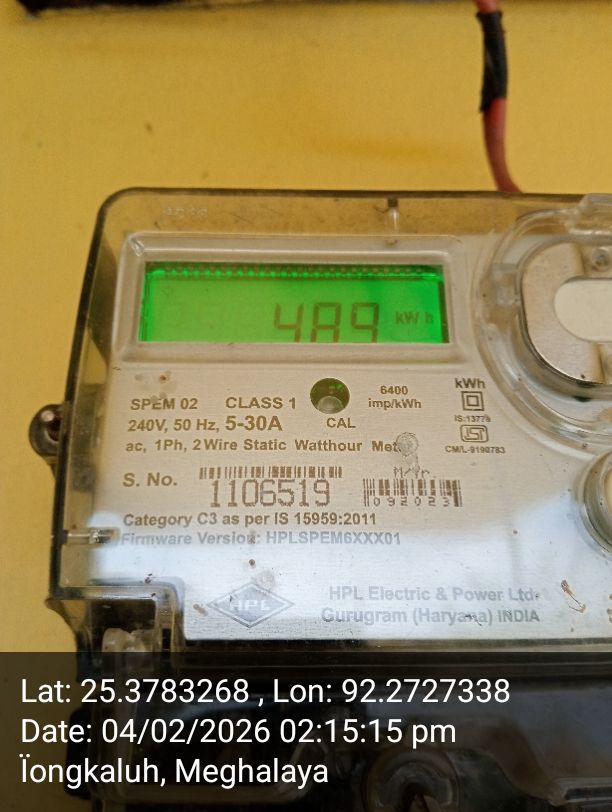 489 kWh
SPEM 02 CLASS 1 6400 imp/kWh kWh
240V, 50 Hz, 5-30A CAL IS:13779
ac, 1Ph, 2Wire Static Watthour Meter CM/L-9190783
S. No. 1106519 M/Yr. 092023
Category C3 as per IS 15959:2011
Firmware Version: HPLSPEM6XXX01
HPL HPL Electric & Power Ltd.
Gurugram (Haryana) INDIA
Lat: 25.3783268 , Lon: 92.2727338
Date: 04/02/2026 02:15:15 pm
Ïongkaluh, Meghalaya